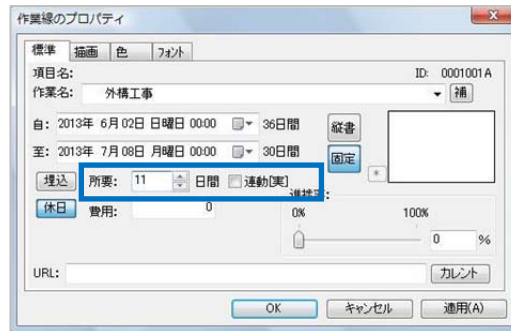 作業線のプロパティ
標準 描画 色 フォント
項目名: ID: 0001001A
作業名: 外構工事 補
自: 2013年 6月02日 日曜日 00:00 36日間 縦書
至: 2013年 7月08日 月曜日 00:00 30日間 固定
*
埋込 所要: 11 日間 連動[実]
休日 費用: 0
0% 100%
0 %
URL: カレント
OK キャンセル 適用(A)